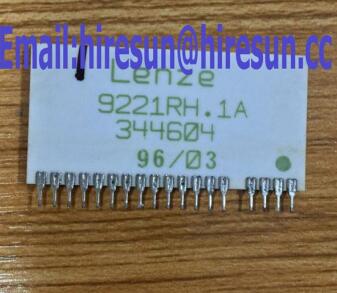 Email:hiresun@hiresun.cc
Lenze
9221RH.1A
344604
96/03